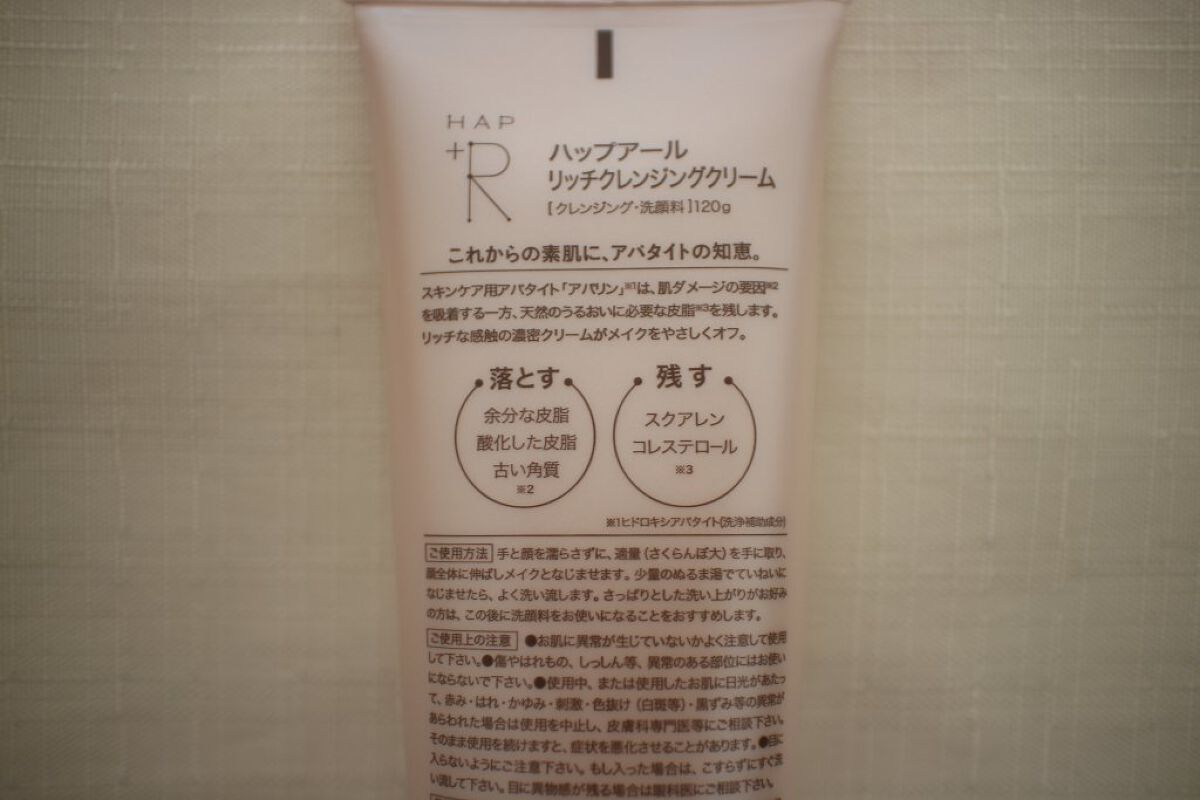 HAP
+R
ハップアール
リッチクレンジングクリーム
[クレンジング・洗顔料]120g
これからの素肌に、アパタイトの知恵。
スキンケア用アパタイト「アパリン」※1は、肌ダメージの要因※2
を吸着する一方、天然のうるおいに必要な皮脂※3を残します。
リッチな感触の濃密クリームがメイクをやさしくオフ。
落とす
余分な皮脂
酸化した皮脂
古い角質
※2
残す
スクアレン
コレステロール
※3
※1ヒドロキシアパタイト(洗浄補助成分)
ご使用方法 手と顔を濡らさずに、適量（さくらんぼ大）を手に取り、
顔全体に伸ばしメイクとなじませます。少量のぬるま湯でていねいに
なじませたら、よく洗い流します。さっぱりとした洗い上がりがお好み
の方は、この後に洗顔料をお使いになることをおすすめします。
ご使用上の注意 ●お肌に異常が生じていないかよく注意して使用
して下さい。●傷やはれもの、しっしん等、異常のある部位にはお使い
にならないで下さい。●使用中、または使用したお肌に日光があたっ
て、赤み・はれ・かゆみ・刺激・色抜け（白斑等）・黒ずみ等の異常が
あらわれた場合は使用を中止し、皮膚科専門医等にご相談下さい。
そのまま使用を続けますと、症状を悪化させることがあります。●目に
入らないようにご注意下さい。もし入った場合は、こすらずにすぐ洗
い流して下さい。目に異物感が残る場合は眼科医にご相談下さい。